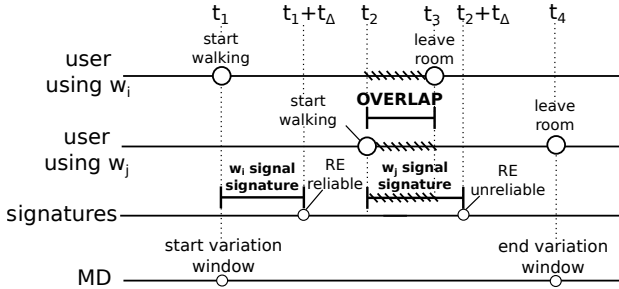 t1 t1+tΔ t2 t3 t2+tΔ t4
user
using wi
start
walking
leave
room
OVERLAP
user
using wj
start
walking
leave
room
signatures
wi signal
signature
RE
reliable
wj signal
signature
RE
unreliable
MD
start variation
window
end variation
window